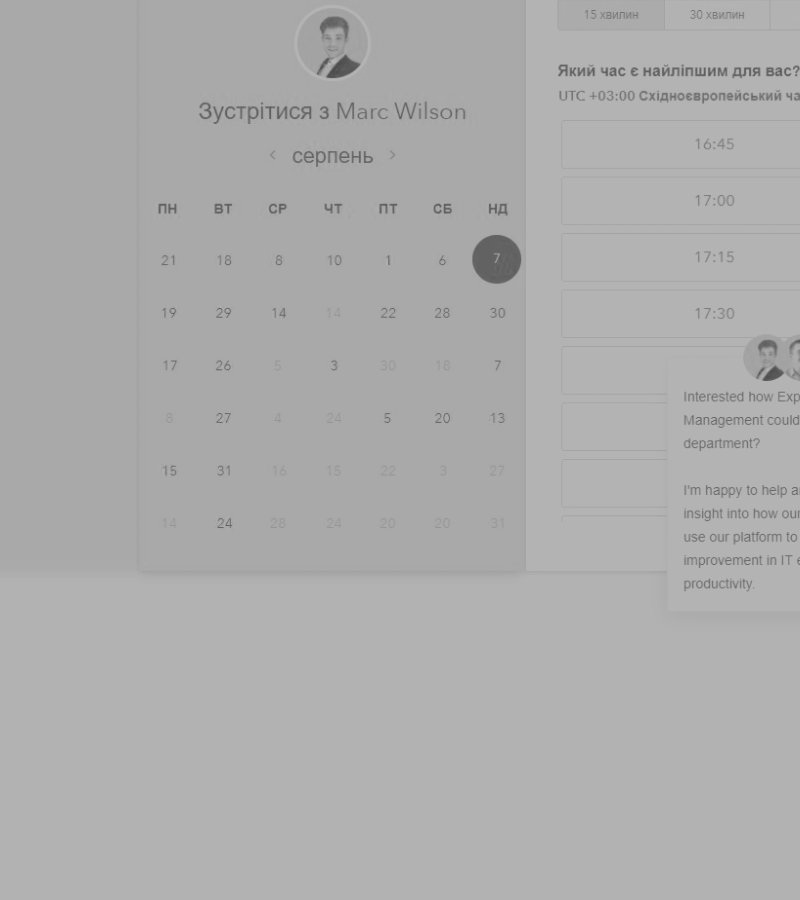 15 хвилин 30 хвилин
Зустрітися з Marc Wilson
серпень
ПН ВТ СР ЧТ ПТ СБ НД
21 18 8 10 1 6 7
19 29 14 14 22 28 30
17 26 5 3 30 18 7
8 27 4 24 5 20 13
15 31 16 15 22 3 27
14 24 28 24 20 20 31
Який час є найліпшим для вас?
UTC +03:00 Східноєвропейський ча
16:45
17:00
17:15
17:30
Interested how Exp
Management could
department?
I'm happy to help a
insight into how our
use our platform to
improvement in IT e
productivity.